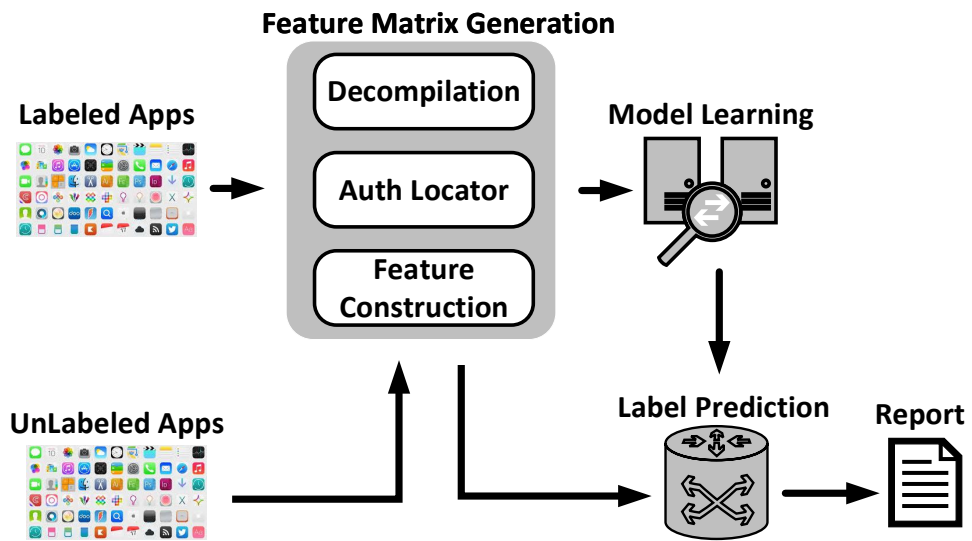 Feature Matrix Generation
Decompilation
Labeled Apps
Model Learning
Auth Locator
Feature
Construction
UnLabeled Apps
Label Prediction
Report